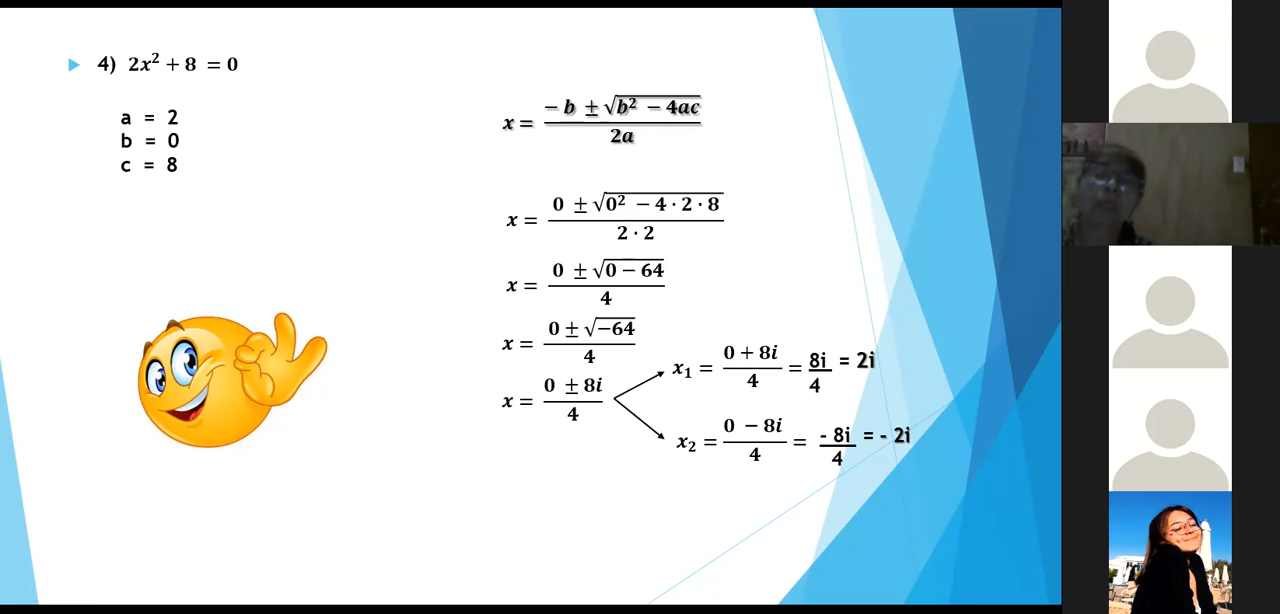 4) 2x² + 8 = 0
a = 2
b = 0
c = 8
x = (− b ± √(b² − 4ac)) / 2a
x = (0 ± √(0² − 4 · 2 · 8)) / (2 · 2)
x = (0 ± √(0 − 64)) / 4
x = (0 ± √(−64)) / 4
x = (0 ± 8i) / 4
x₁ = (0 + 8i) / 4 = 8i / 4 = 2i
x₂ = (0 − 8i) / 4 = - 8i / 4 = - 2i